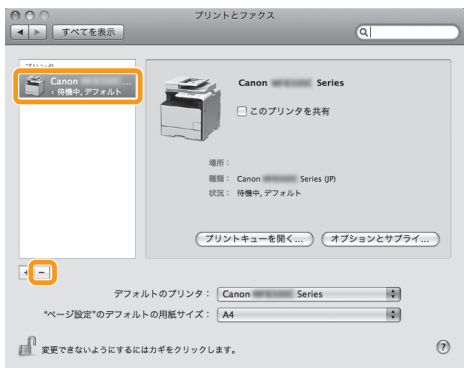 プリントとファクス
すべてを表示
プリンタ
Canon ...
・待機中, デフォルト
Canon Series
このプリンタを共有
場所：
種類： Canon Series (JP)
状況： 待機中, デフォルト
プリントキューを開く... オプションとサプライ...
+ −
デフォルトのプリンタ： Canon Series
"ページ設定"のデフォルトの用紙サイズ： A4
変更できないようにするにはカギをクリックします。 ?